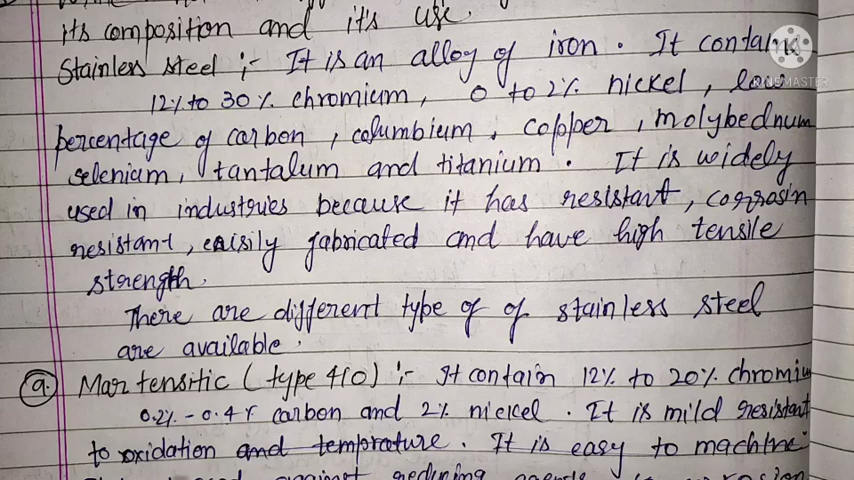 its composition and it's use.
Stainless steel :- It is an alloy of iron. It contains
12% to 30% chromium, 0 to 2% nickel, low
percentage of carbon, columbium, copper, molybednum
selenium, tantalum and titanium. It is widely
used in industries because it has resistant, corrosin
resistant, eaisily fabricated and have high tensile
strength.
There are different type of of stainless steel
are available.
a. Martensitic (type 410) :- It contain 12% to 20% chromiu
0.2% - 0.4% carbon and 2% nickel. It is mild resistant
to oxidation and temprature. It is easy to machine.
against reducing agents